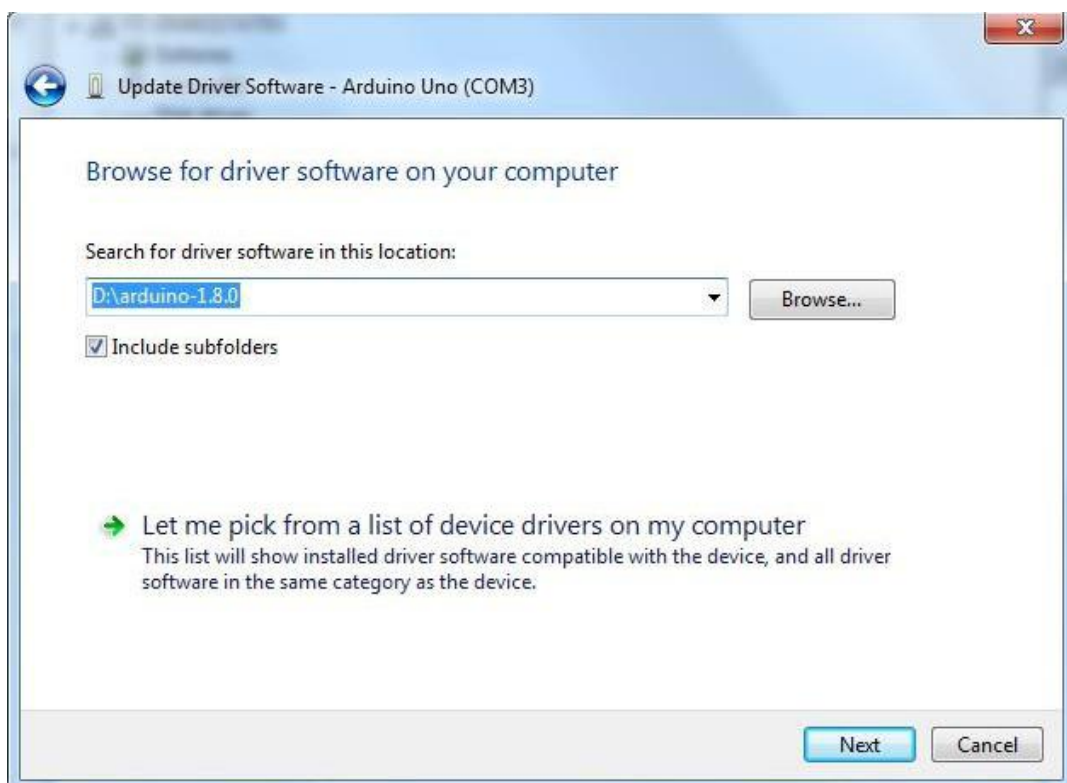 Update Driver Software - Arduino Uno (COM3)
Browse for driver software on your computer
Search for driver software in this location:
D:\arduino-1.8.0
Browse...
Include subfolders
Let me pick from a list of device drivers on my computer
This list will show installed driver software compatible with the device, and all driver
software in the same category as the device.
Next
Cancel